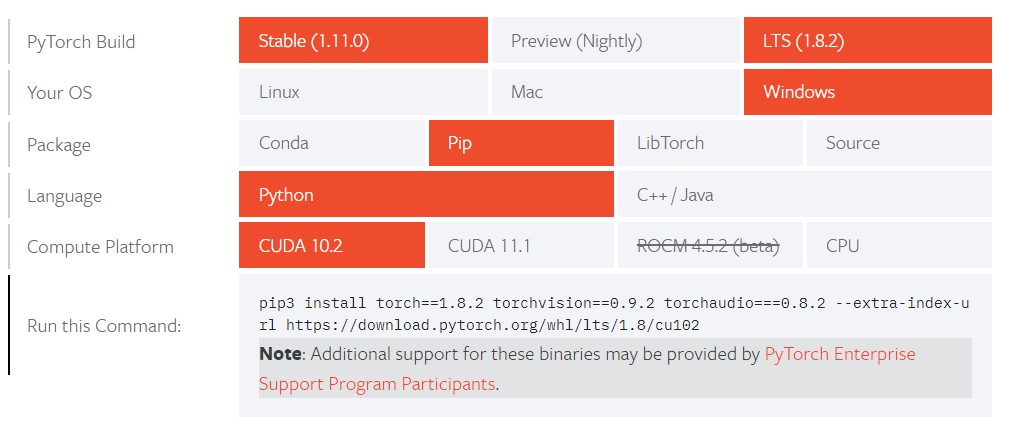 PyTorch Build Stable (1.11.0) Preview (Nightly) LTS (1.8.2)
Your OS Linux Mac Windows
Package Conda Pip LibTorch Source
Language Python C++ / Java
Compute Platform CUDA 10.2 CUDA 11.1 ROCM 4.5.2 (beta) CPU
Run this Command:
pip3 install torch==1.8.2 torchvision==0.9.2 torchaudio===0.8.2 --extra-index-u
rl https://download.pytorch.org/whl/lts/1.8/cu102
Note: Additional support for these binaries may be provided by PyTorch Enterprise
Support Program Participants.